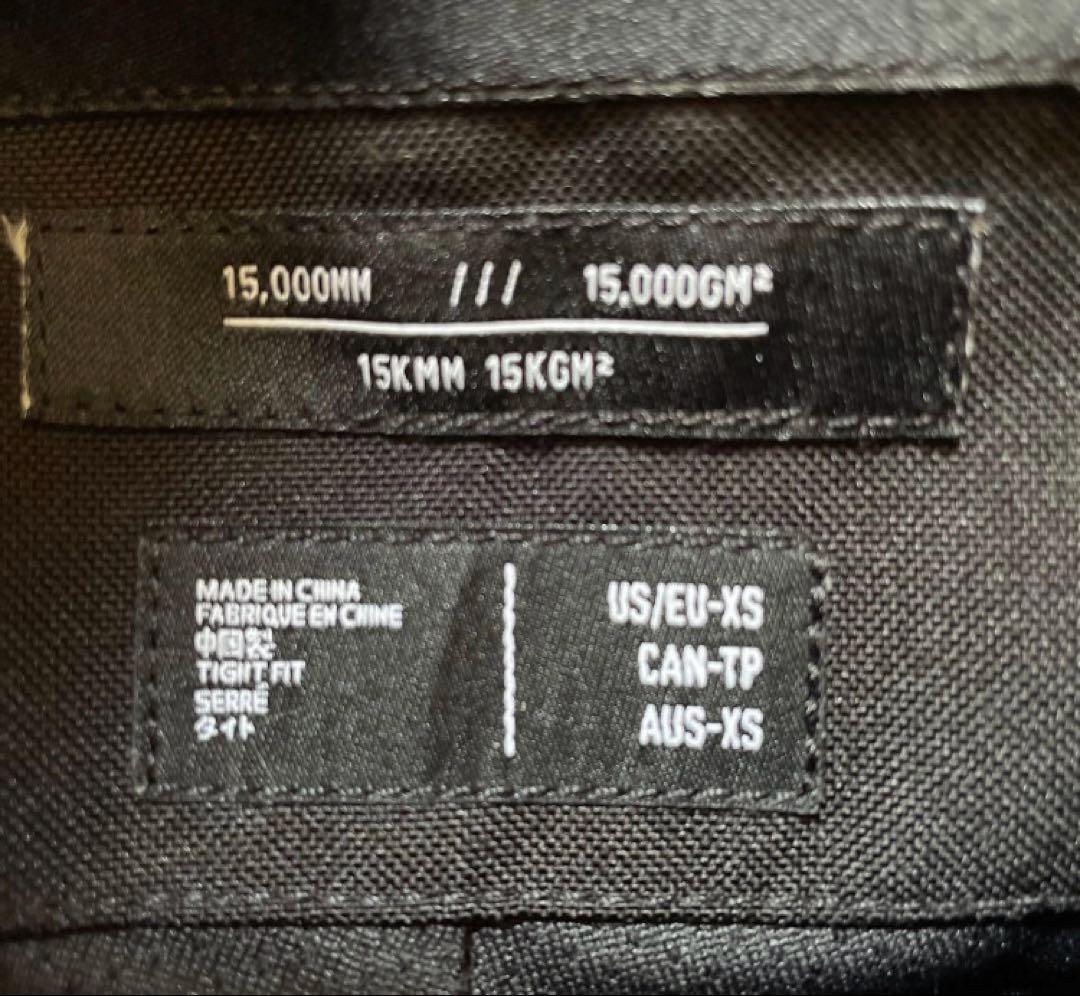 15,000MM /// 15,000GM²
15KMM 15KGM²
MADE IN CHINA
FABRIQUE EN CHINE
中国製
TIGHT FIT
SERRÉ
タイト
US/EU-XS
CAN-TP
AUS-XS